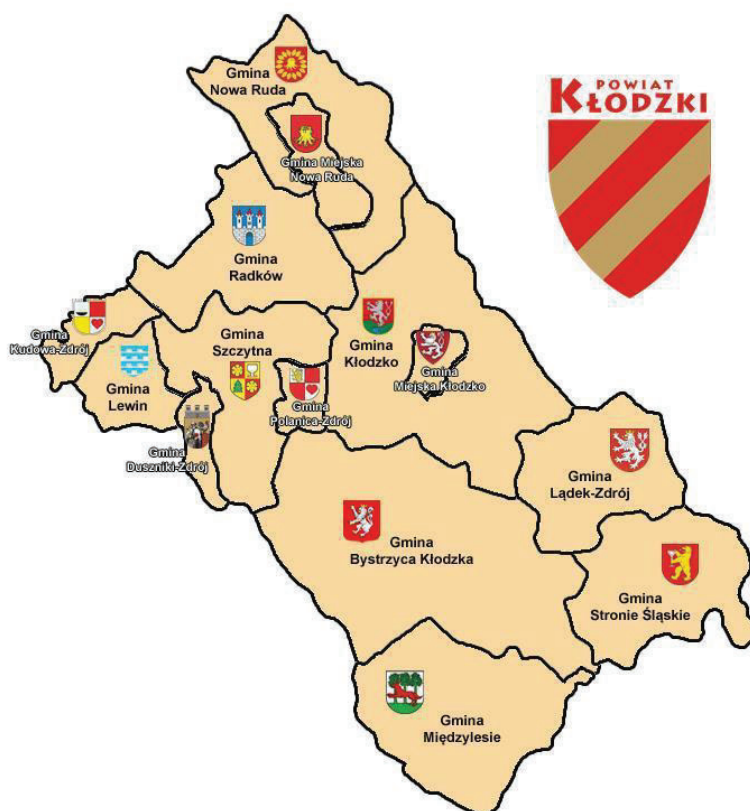 POWIAT
KŁODZKI
Gmina
Nowa Ruda
Gmina Miejska
Nowa Ruda
Gmina
Radków
Gmina
Kudowa-Zdrój
Gmina
Szczytna
Gmina
Kłodzko
Gmina
Miejska Kłodzko
Gmina
Lewin
Gmina
Polanica-Zdrój
Gmina
Duszniki-Zdrój
Gmina
Lądek-Zdrój
Gmina
Bystrzyca Kłodzka
Gmina
Stronie Śląskie
Gmina
Międzylesie